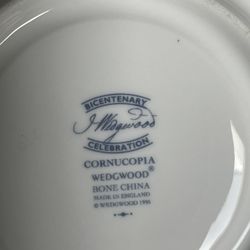 BICENTENARY
J Wedgwood
CELEBRATION
CORNUCOPIA
WEDGWOOD®
BONE CHINA
MADE IN ENGLAND
© WEDGWOOD 1995